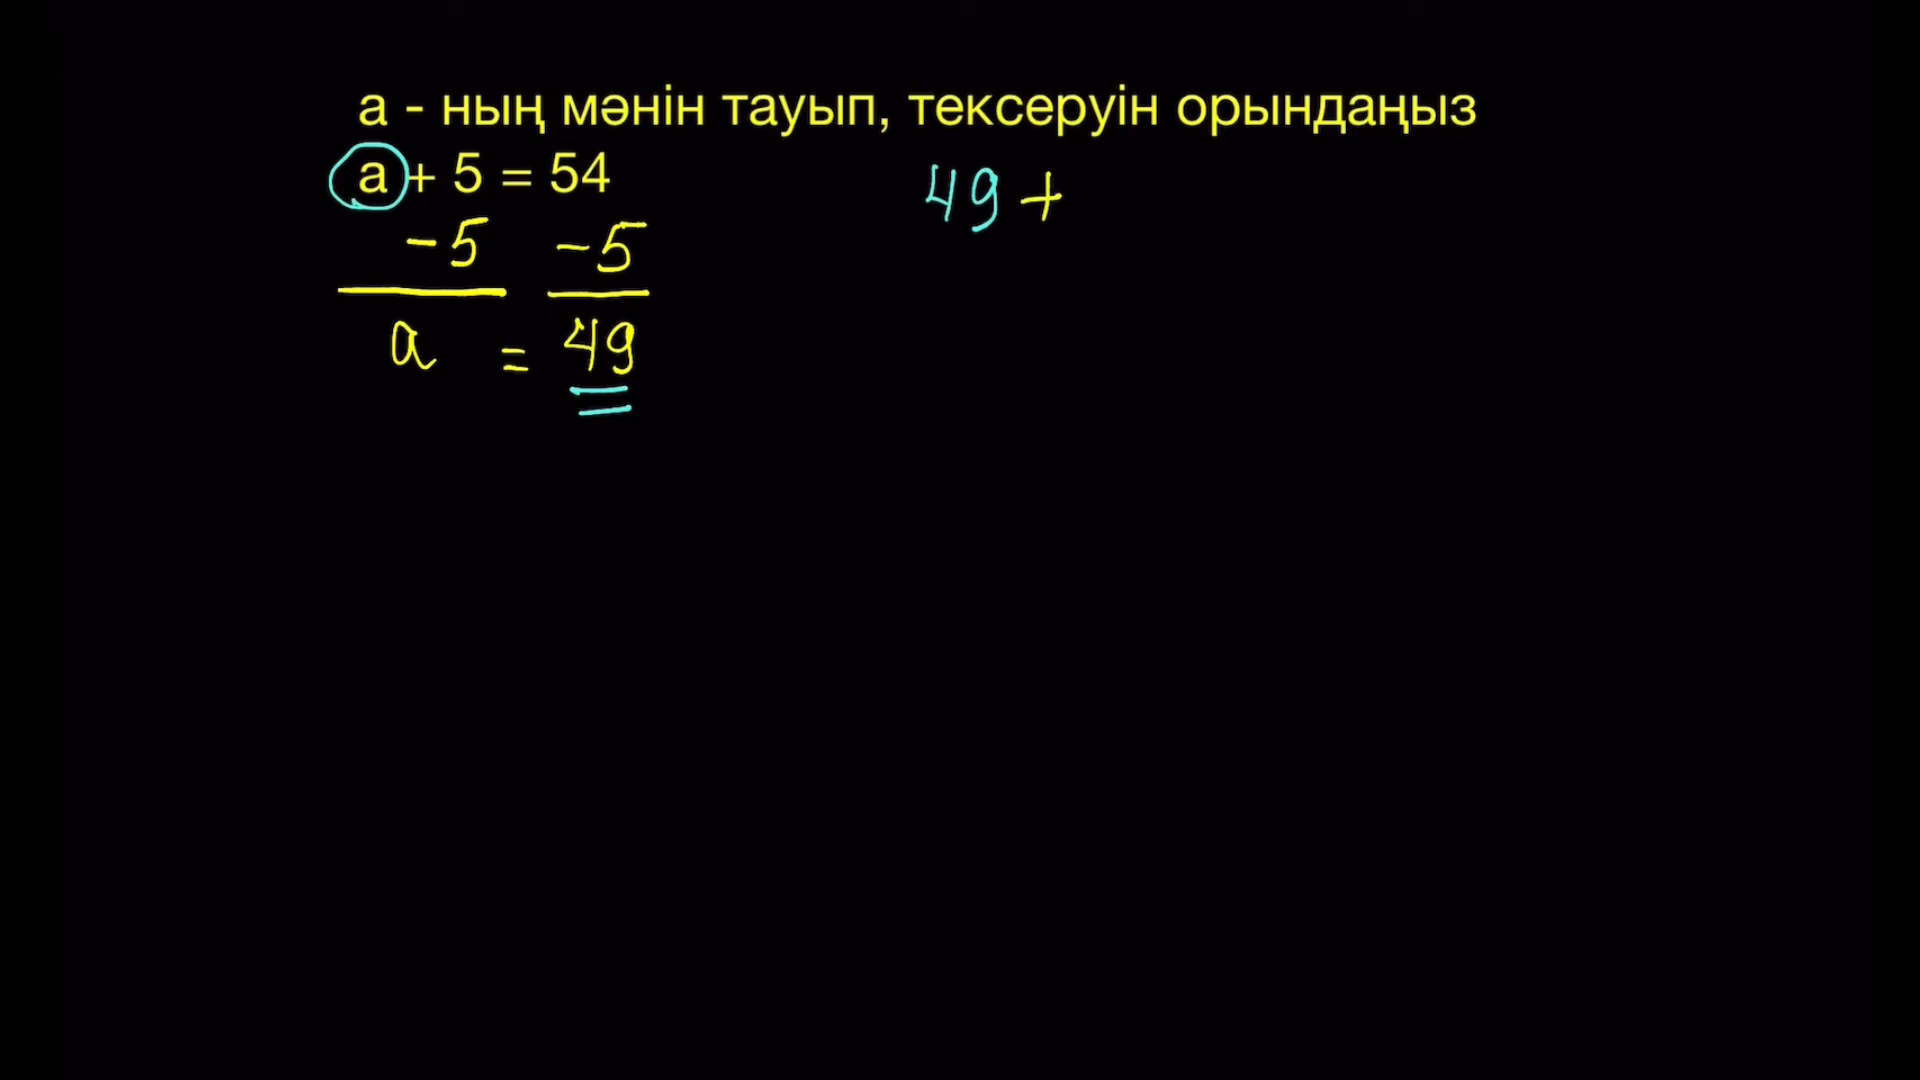 a - ның мәнін тауып, тексеруін орындаңыз
a + 5 = 54
49 +
-5 -5
a = 49